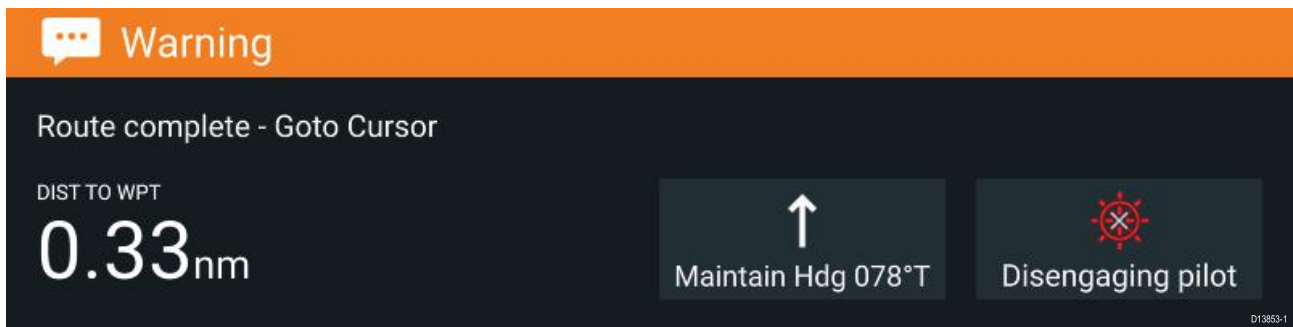 Warning
Route complete - Goto Cursor
DIST TO WPT
0.33nm
Maintain Hdg 078°T
Disengaging pilot
D13853-1